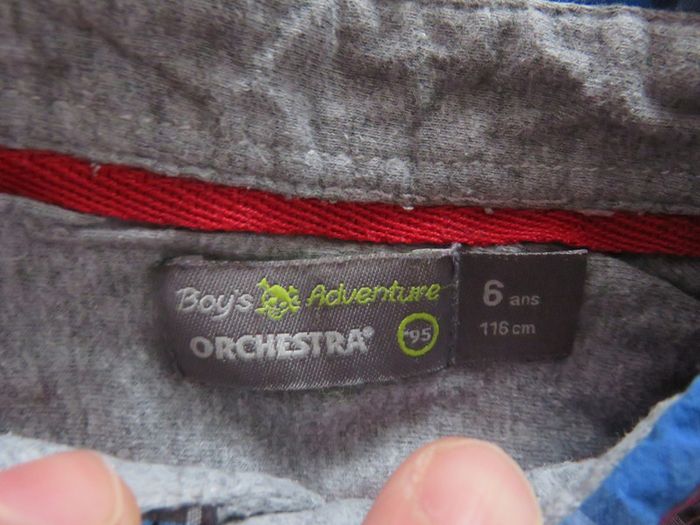 Boy's Adventure
ORCHESTRA® '95
6 ans
116 cm